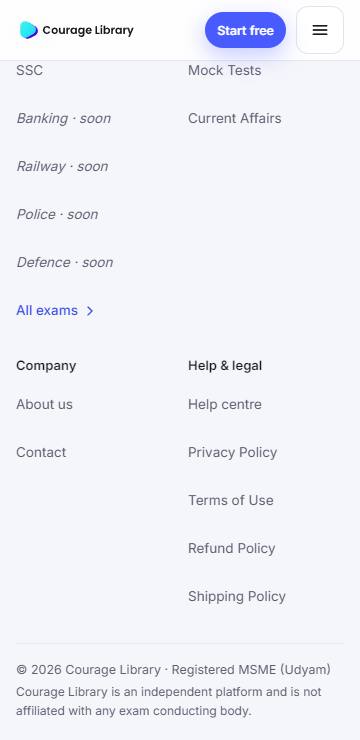 Courage Library
Start free
SSC
Banking · soon
Railway · soon
Police · soon
Defence · soon
All exams
Mock Tests
Current Affairs
Company
About us
Contact
Help & legal
Help centre
Privacy Policy
Terms of Use
Refund Policy
Shipping Policy
© 2026 Courage Library · Registered MSME (Udyam)
Courage Library is an independent platform and is not
affiliated with any exam conducting body.